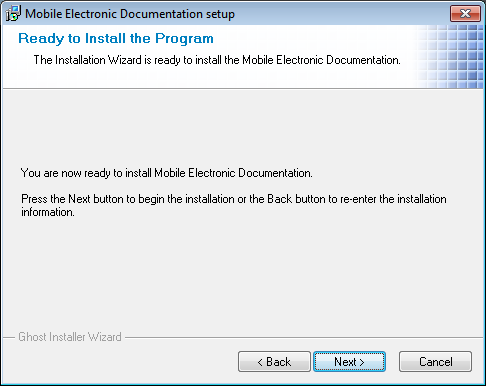 Mobile Electronic Documentation setup
Ready to Install the Program
The Installation Wizard is ready to install the Mobile Electronic Documentation.
You are now ready to install Mobile Electronic Documentation.
Press the Next button to begin the installation or the Back button to re-enter the installation
information.
Ghost Installer Wizard
< Back
Next >
Cancel